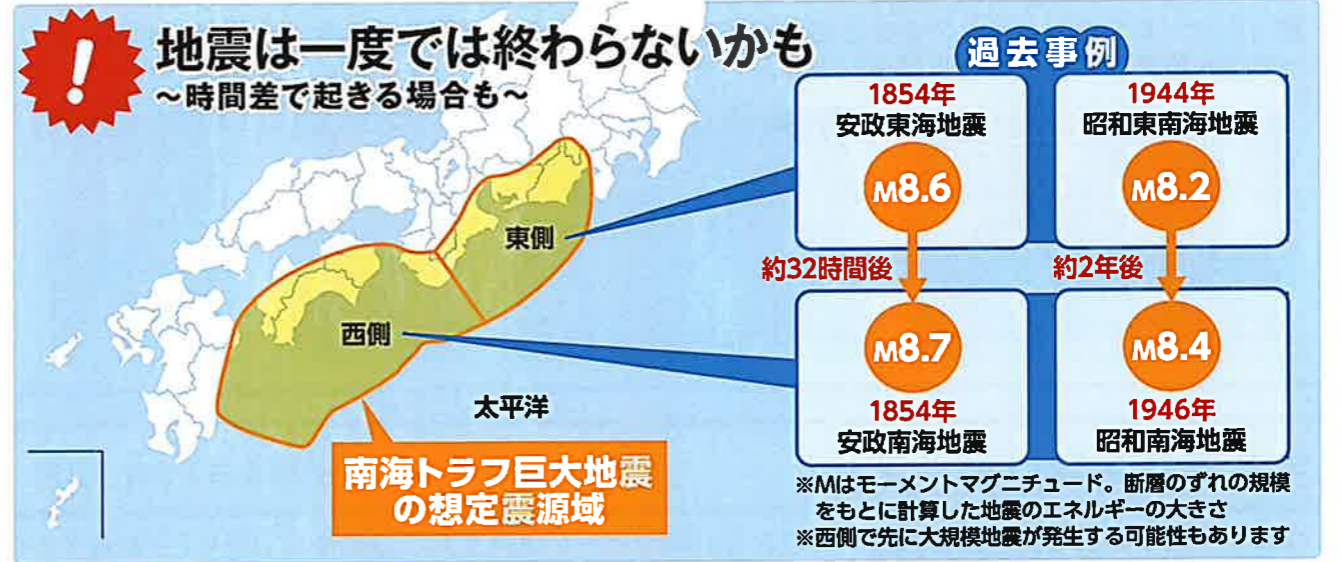 !
地震は一度では終わらないかも
～時間差で起きる場合も～
過去事例
1854年
安政東海地震
M8.6
約32時間後
M8.7
1854年
安政南海地震
1944年
昭和東南海地震
M8.2
約2年後
M8.4
1946年
昭和南海地震
東側
西側
太平洋
南海トラフ巨大地震
の想定震源域
※Mはモーメントマグニチュード。断層のずれの規模
をもとに計算した地震のエネルギーの大きさ
※西側で先に大規模地震が発生する可能性もあります